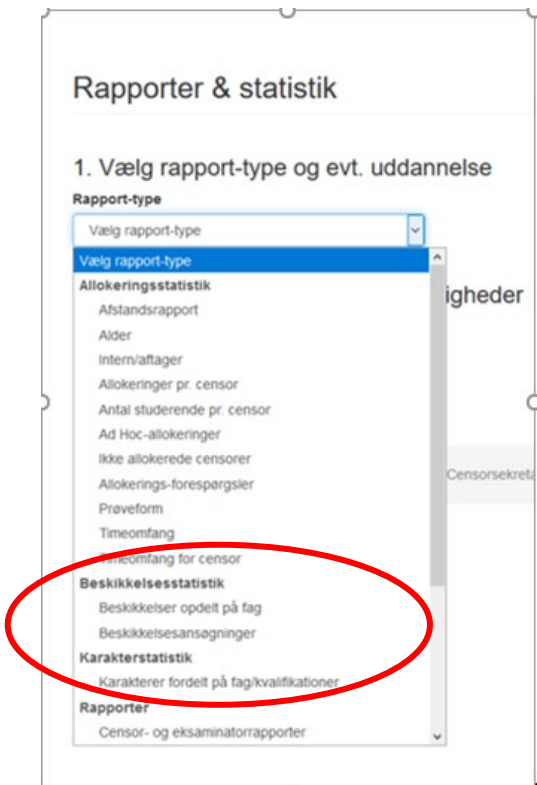 Rapporter & statistik
1. Vælg rapport-type og evt. uddannelse
Rapport-type
Vælg rapport-type
Vælg rapport-type
Allokeringsstatistik
igheder
Afstandsrapport
Alder
Intern/aftager
Allokeringer pr. censor
Antal studerende pr. censor
Ad Hoc-allokeringer
Ikke allokerede censorer
Censorsekreta
Allokerings-forespørgsler
Prøveform
Timeomfang
Timeomfang for censor
Beskikkelsesstatistik
Beskikkelser opdelt på fag
Beskikkelsesansøgninger
Karakterstatistik
Karakterer fordelt på fag/kvalifikationer
Rapporter
Censor- og eksaminatorrapporter